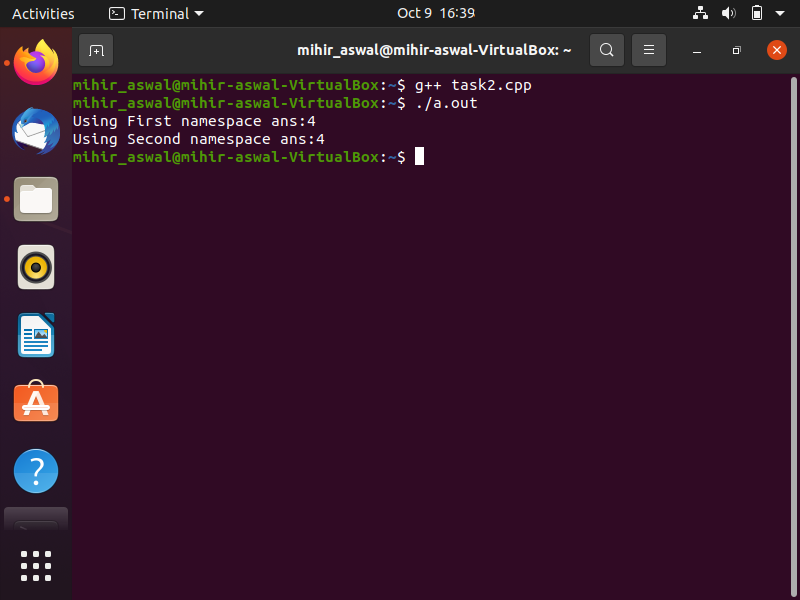 Activities
Terminal
Oct 9 16:39
mihir_aswal@mihir-aswal-VirtualBox: ~
mihir_aswal@mihir-aswal-VirtualBox:~$ g++ task2.cpp
mihir_aswal@mihir-aswal-VirtualBox:~$ ./a.out
Using First namespace ans:4
Using Second namespace ans:4
mihir_aswal@mihir-aswal-VirtualBox:~$